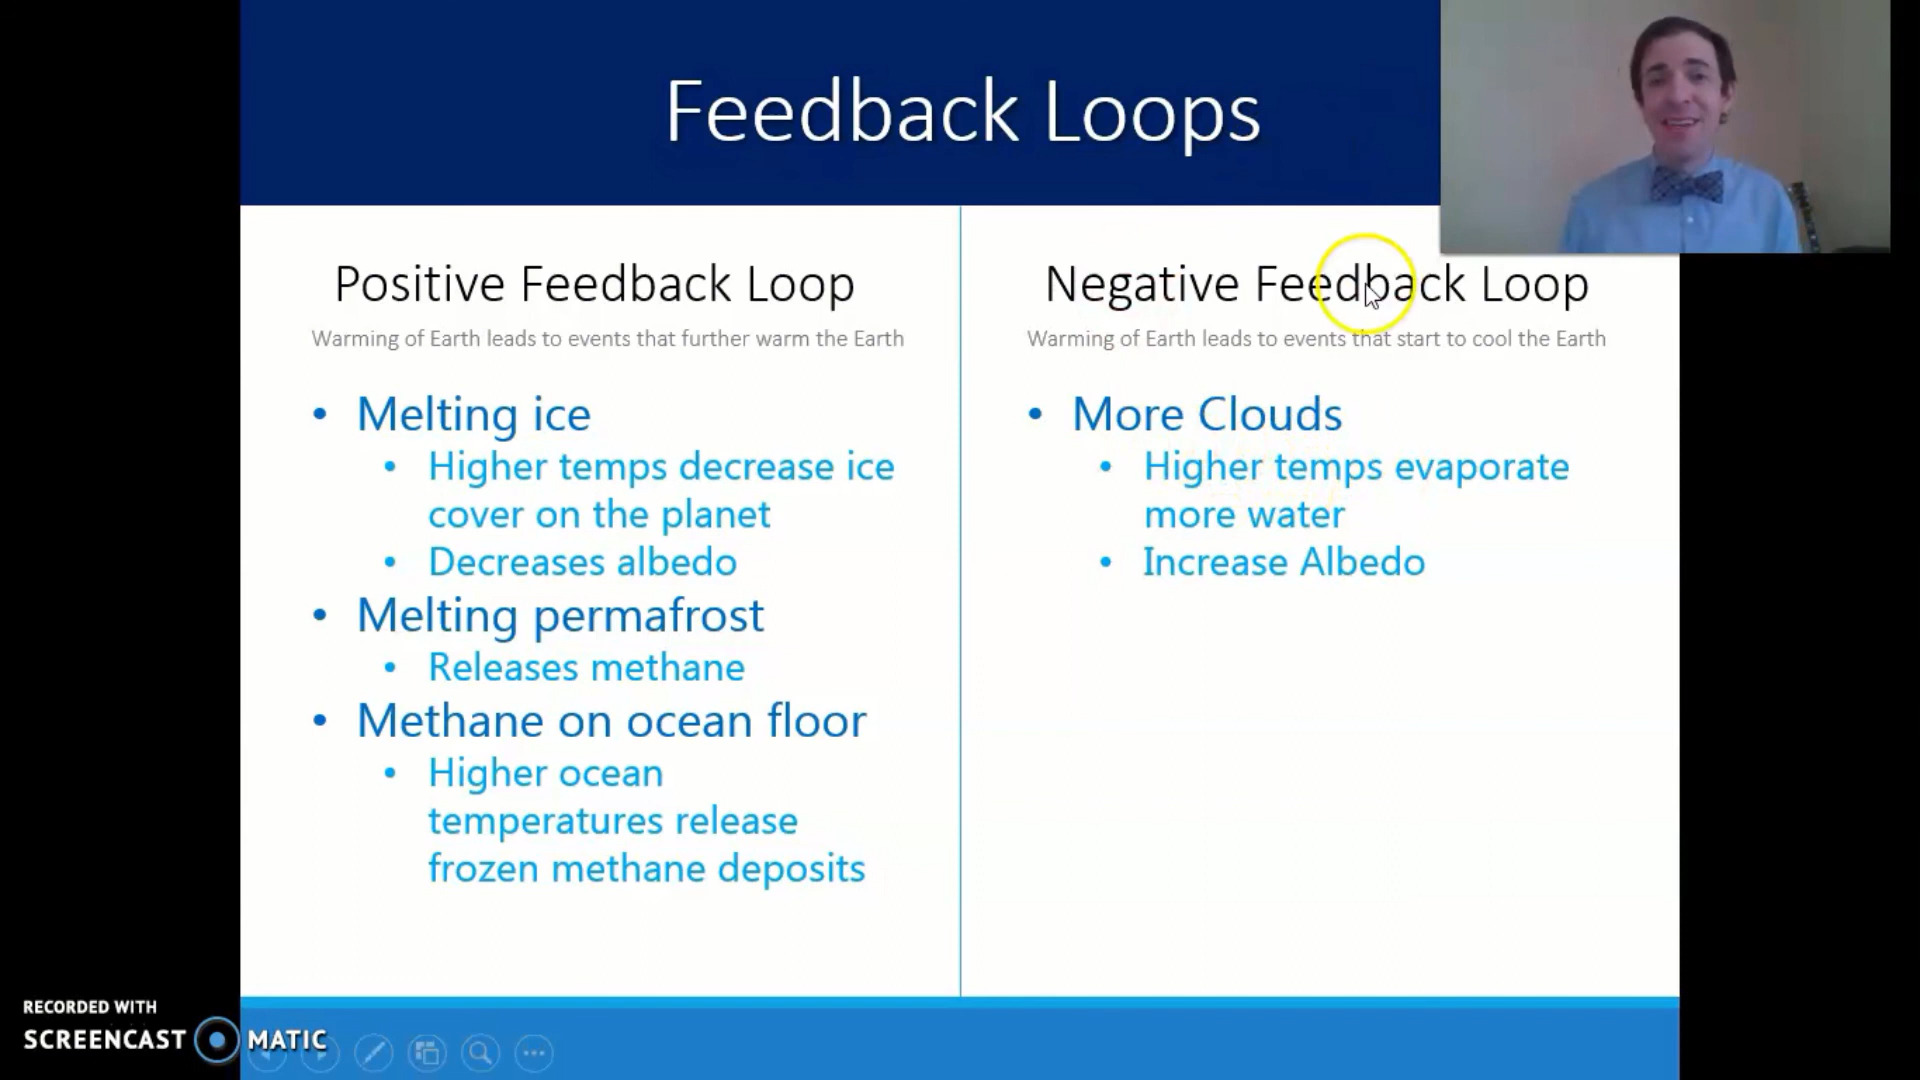 Feedback Loops
Positive Feedback Loop
Warming of Earth leads to events that further warm the Earth
• Melting ice
• Higher temps decrease ice
cover on the planet
• Decreases albedo
• Melting permafrost
• Releases methane
• Methane on ocean floor
• Higher ocean
temperatures release
frozen methane deposits
Negative Feedback Loop
Warming of Earth leads to events that start to cool the Earth
• More Clouds
• Higher temps evaporate
more water
• Increase Albedo
RECORDED WITH
SCREENCAST MATIC